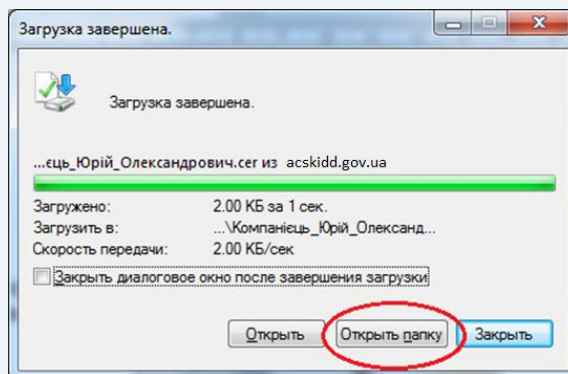 Загрузка завершена.
Загрузка завершена.
...єць_Юрій_Олександрович.cer из acskidd.gov.ua
Загружено: 2.00 КБ за 1 сек.
Загрузить в: ...\Компанієць_Юрій_Олександ...
Скорость передачи: 2.00 КБ/сек
Закрыть диалоговое окно после завершения загрузки
Открыть Открыть папку Закрыть